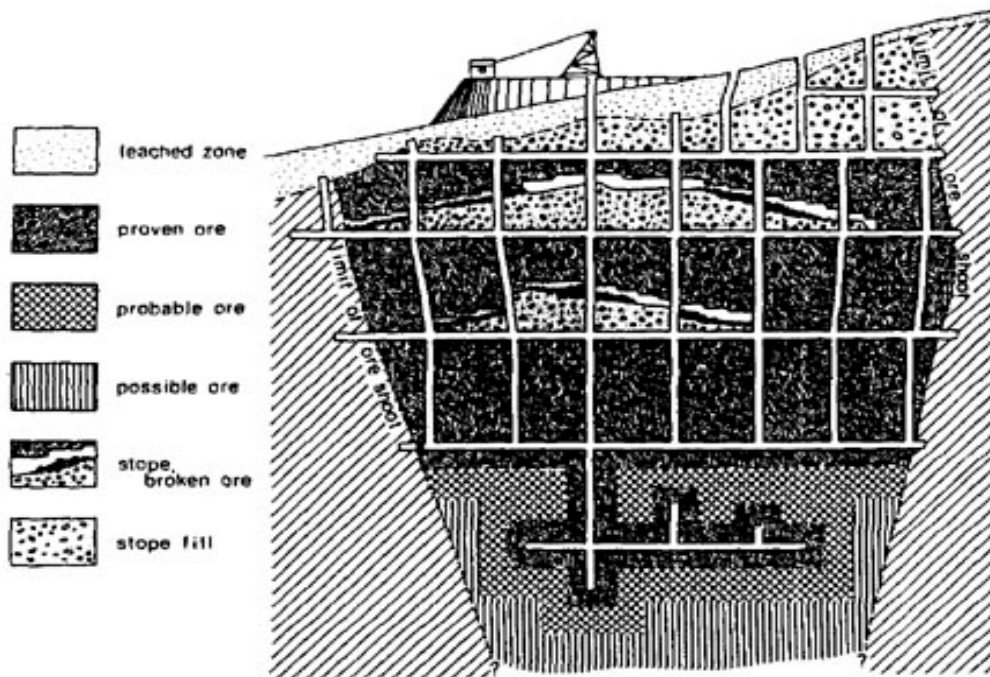 leached zone
proven ore
probable ore
possible ore
stope,
broken ore
stope fill
limit of ore shoot
limit of ore shoot
?
?